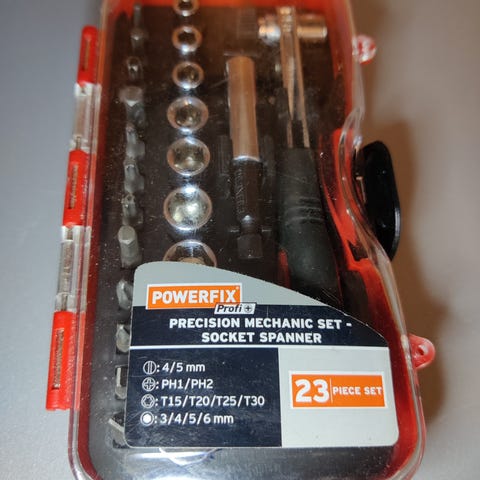 POWERFIX
Profi +
PRECISION MECHANIC SET -
SOCKET SPANNER
: 4/5 mm
: PH1/PH2
: T15/T20/T25/T30
: 3/4/5/6 mm
23 PIECE SET